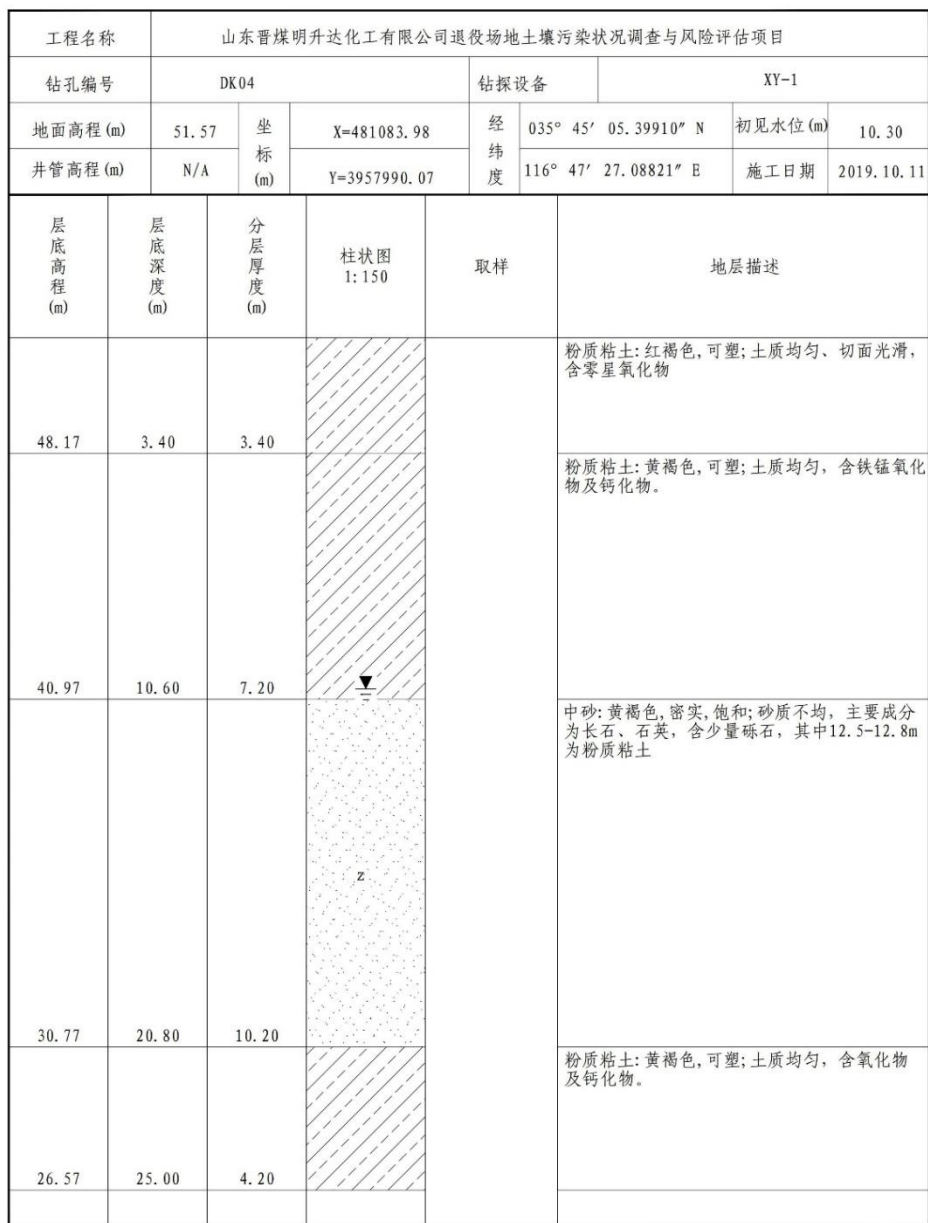 工程名称 山东晋煤明升达化工有限公司退役场地土壤污染状况调查与风险评估项目
钻孔编号 DK04 钻探设备 XY-1
地面高程(m) 51.57 坐标(m) X=481083.98 经纬度 035° 45′ 05.39910″ N 初见水位(m) 10.30
井管高程(m) N/A Y=3957990.07 116° 47′ 27.08821″ E 施工日期 2019.10.11
层底高程(m) 层底深度(m) 分层厚度(m) 柱状图 1:150 取样 地层描述
粉质粘土:红褐色,可塑;土质均匀、切面光滑,
含零星氧化物
48.17 3.40 3.40
粉质粘土:黄褐色,可塑;土质均匀,含铁锰氧化
物及钙化物。
40.97 10.60 7.20
中砂:黄褐色,密实,饱和;砂质不均,主要成分
为长石、石英,含少量砾石,其中12.5-12.8m
为粉质粘土
z
30.77 20.80 10.20
粉质粘土:黄褐色,可塑;土质均匀,含氧化物
及钙化物。
26.57 25.00 4.20